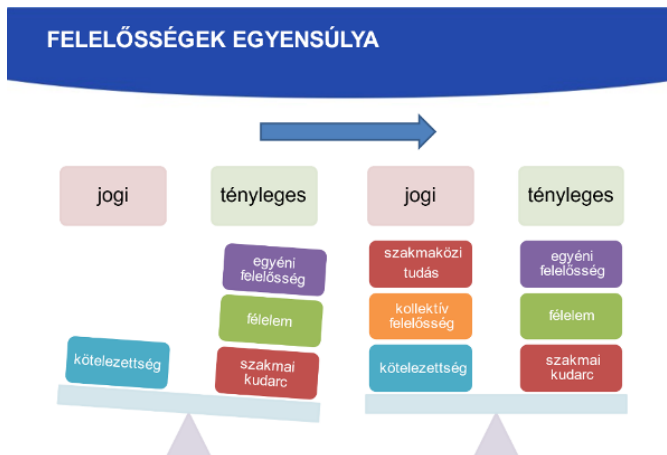 FELELŐSSÉGEK EGYENSÚLYA
jogi
tényleges
jogi
tényleges
egyéni
felelősség
félelem
kötelezettség
szakmai
kudarc
szakmaközi
tudás
kollektív
felelősség
kötelezettség
egyéni
felelősség
félelem
szakmai
kudarc